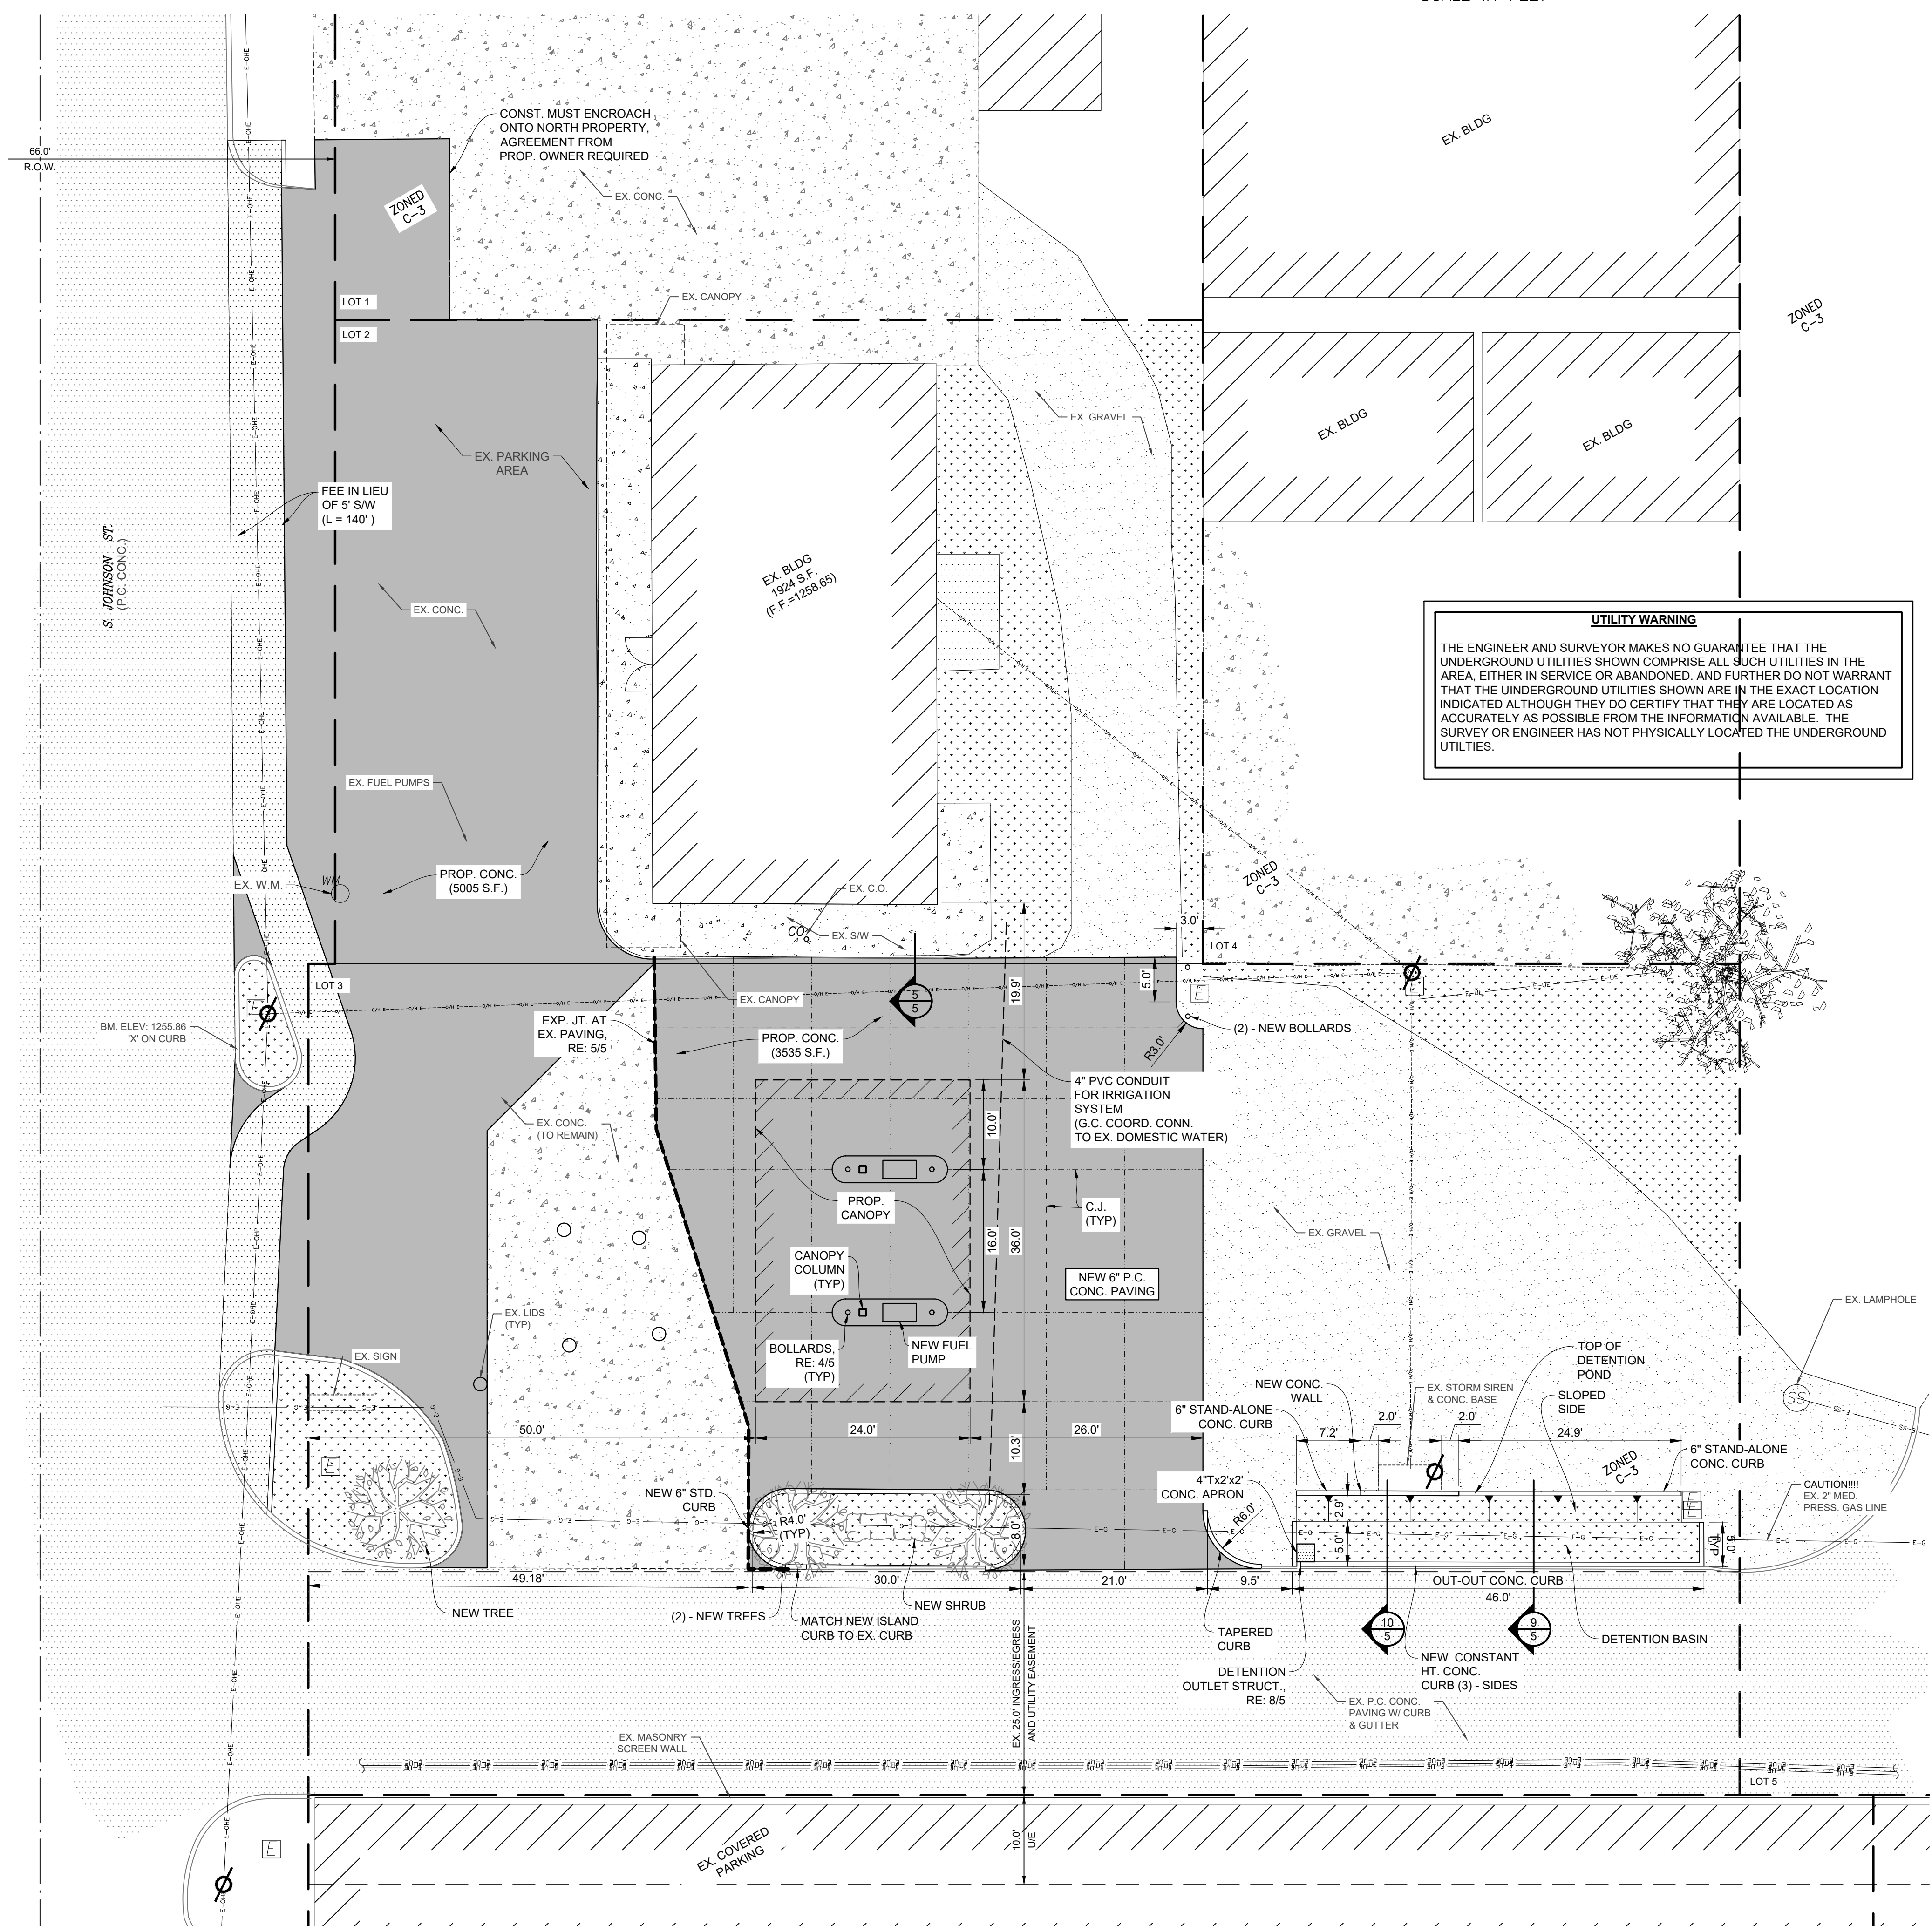 CONST. MUST ENCROACH
ONTO NORTH PROPERTY,
AGREEMENT FROM
PROP. OWNER REQUIRED
EX. BLDG
66.0'
R.O.W.
ZONED
C-3
EX. CONC.
LOT 1
EX. CANOPY
LOT 2
ZONED
C-3
EX. GRAVEL
EX. BLDG
EX. BLDG
EX. PARKING
AREA
FEE IN LIEU
OF 5' S/W
(L = 140' )
S. JOHNSON ST.
(P.C. CONC.)
EX. BLDG
1924 S.F.
(F.F.=1258.65)
EX. CONC.
UTILITY WARNING
THE ENGINEER AND SURVEYOR MAKES NO GUARANTEE THAT THE
UNDERGROUND UTILITIES SHOWN COMPRISE ALL SUCH UTILITIES IN THE
AREA, EITHER IN SERVICE OR ABANDONED. AND FURTHER DO NOT WARRANT
THAT THE UINDERGROUND UTILITIES SHOWN ARE IN THE EXACT LOCATION
INDICATED ALTHOUGH THEY DO CERTIFY THAT THEY ARE LOCATED AS
ACCURATELY AS POSSIBLE FROM THE INFORMATION AVAILABLE. THE
SURVEY OR ENGINEER HAS NOT PHYSICALLY LOCATED THE UNDERGROUND
UTILTIES.
EX. FUEL PUMPS
PROP. CONC.
(5005 S.F.)
EX. W.M.
WM
EX. C.O.
CO
EX. S/W
ZONED
C-3
3.0'
LOT 4
LOT 3
5.0'
19.9'
E
E
E
5
5
EX. CANOPY
BM. ELEV: 1255.86
'X' ON CURB
EXP. JT. AT
EX. PAVING,
RE: 5/5
PROP. CONC.
(3535 S.F.)
(2) - NEW BOLLARDS
R3.0'
4" PVC CONDUIT
FOR IRRIGATION
SYSTEM
(G.C. COORD. CONN.
TO EX. DOMESTIC WATER)
10.0'
EX. CONC.
(TO REMAIN)
PROP.
CANOPY
C.J.
(TYP)
16.0'
36.0'
EX. GRAVEL
CANOPY
COLUMN
(TYP)
NEW 6" P.C.
CONC. PAVING
EX. LAMPHOLE
EX. LIDS
(TYP)
BOLLARDS,
RE: 4/5
(TYP)
NEW FUEL
PUMP
TOP OF
DETENTION
POND
EX. SIGN
NEW CONC.
WALL
EX. STORM SIREN
& CONC. BASE
SLOPED
SIDE
SS
6" STAND-ALONE
CONC. CURB
50.0'
24.0'
26.0'
10.3'
7.2'
2.0'
2.0'
24.9'
6" STAND-ALONE
CONC. CURB
ZONED
C-3
E
NEW 6" STD.
CURB
4"Tx2'x2'
CONC. APRON
CAUTION!!!!
EX. 2" MED.
PRESS. GAS LINE
E
E
R4.0'
(TYP)
8.0'
R6.0'
2.9'
5.0'
5.0'
TYP
49.18'
30.0'
21.0'
9.5'
OUT-OUT CONC. CURB
46.0'
NEW TREE
(2) - NEW TREES
NEW SHRUB
MATCH NEW ISLAND
CURB TO EX. CURB
TAPERED
CURB
10
5
9
5
DETENTION BASIN
EX. 25.0' INGRESS/EGRESS
AND UTILITY EASEMENT
DETENTION
OUTLET STRUCT.,
RE: 8/5
NEW CONSTANT
HT. CONC.
CURB (3) - SIDES
EX. P.C. CONC.
PAVING W/ CURB
& GUTTER
EX. MASONRY
SCREEN WALL
LOT 5
10.0'
U/E
EX. COVERED
PARKING
E